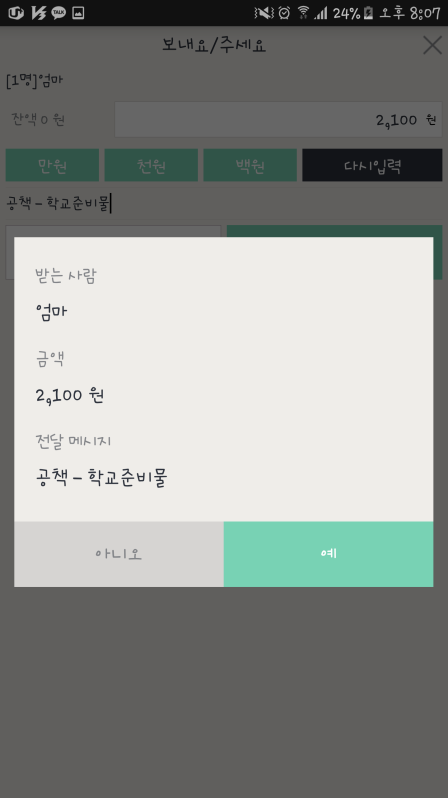 TALK 24% 오후 8:07
보내요/주세요
[1명]엄마
잔액 0 원 2,100 원
만원 천원 백원 다시입력
공책 - 학교준비물
받는 사람
엄마
금액
2,100 원
전달 메시지
공책 - 학교준비물
아니오 예